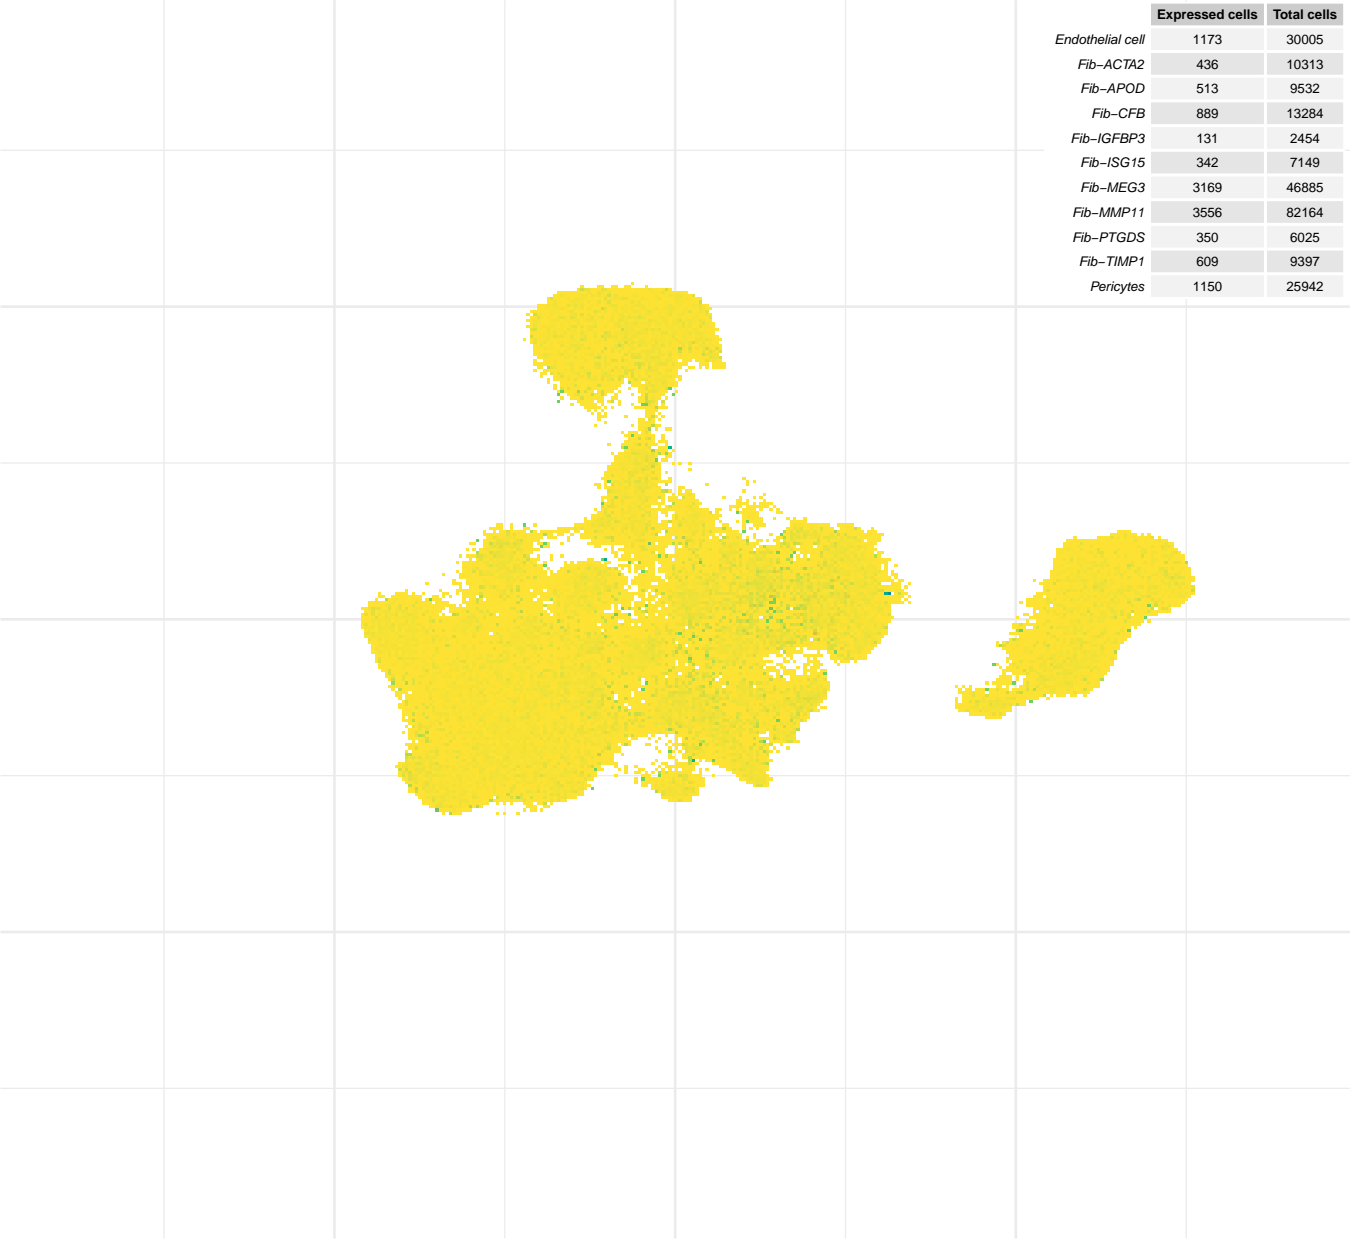 Expressed cells Total cells
Endothelial cell 1173 30005
Fib−ACTA2 436 10313
Fib−APOD 513 9532
Fib−CFB 889 13284
Fib−IGFBP3 131 2454
Fib−ISG15 342 7149
Fib−MEG3 3169 46885
Fib−MMP11 3556 82164
Fib−PTGDS 350 6025
Fib−TIMP1 609 9397
Pericytes 1150 25942